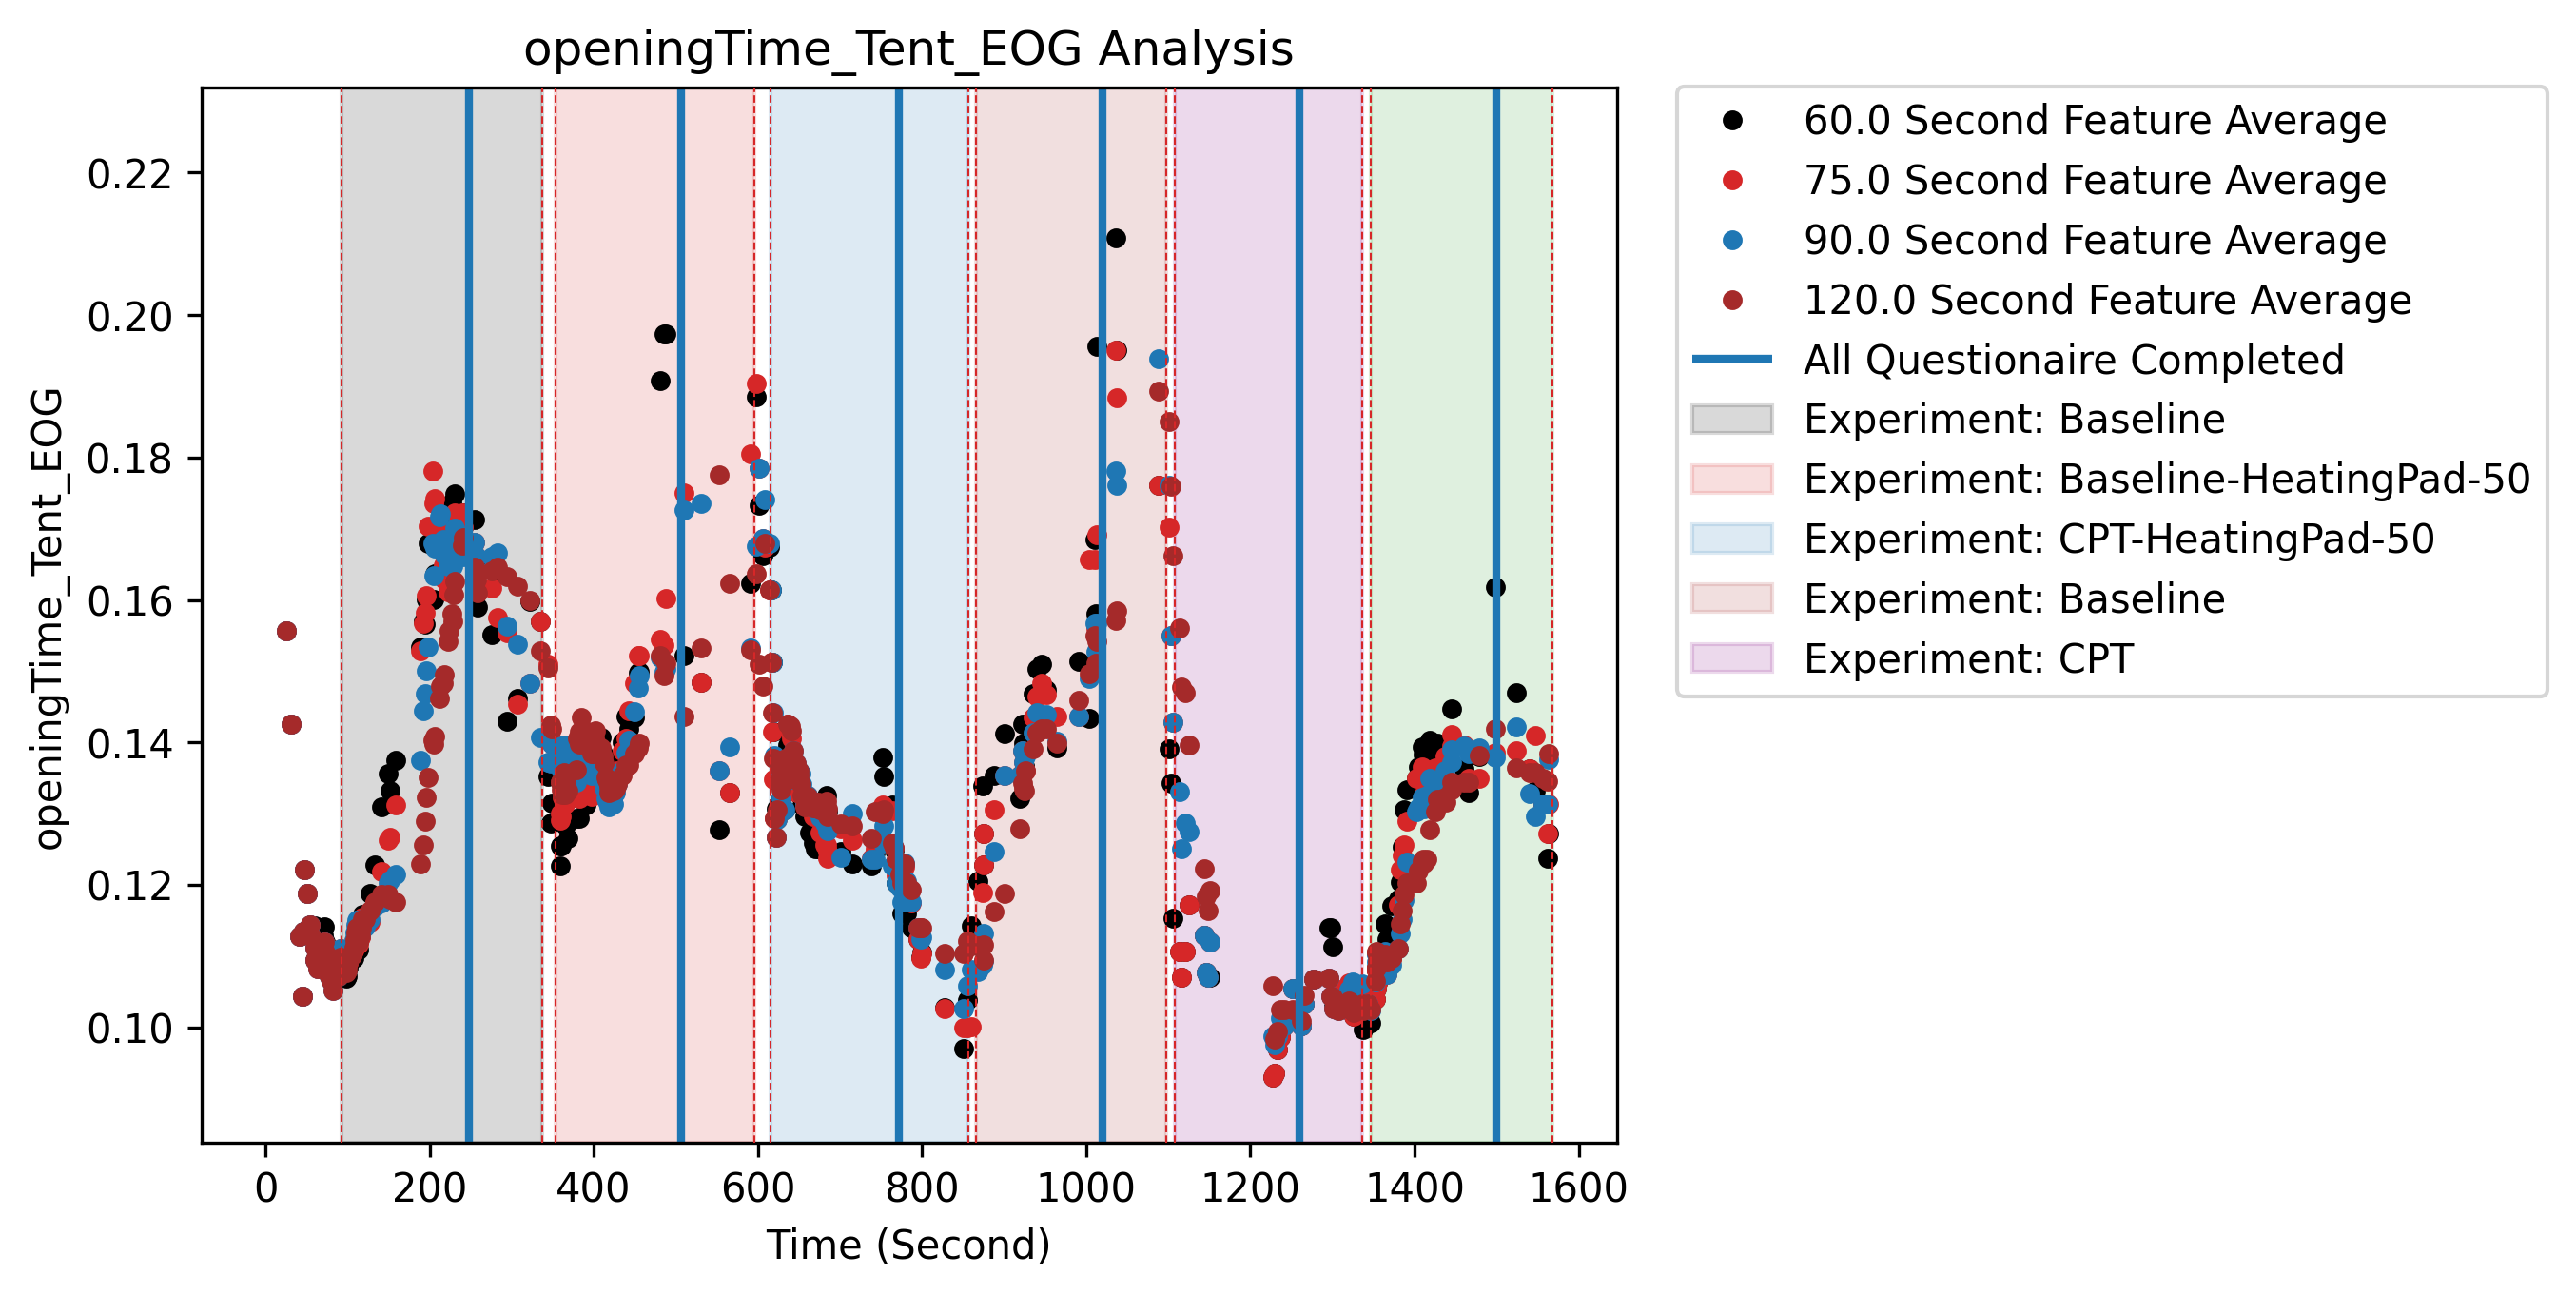 openingTime_Tent_EOG Analysis
openingTime_Tent_EOG
0.22
0.20
0.18
0.16
0.14
0.12
0.10
0
200
400
600
800
1000
1200
1400
1600
Time (Second)
60.0 Second Feature Average
75.0 Second Feature Average
90.0 Second Feature Average
120.0 Second Feature Average
All Questionaire Completed
Experiment: Baseline
Experiment: Baseline-HeatingPad-50
Experiment: CPT-HeatingPad-50
Experiment: Baseline
Experiment: CPT